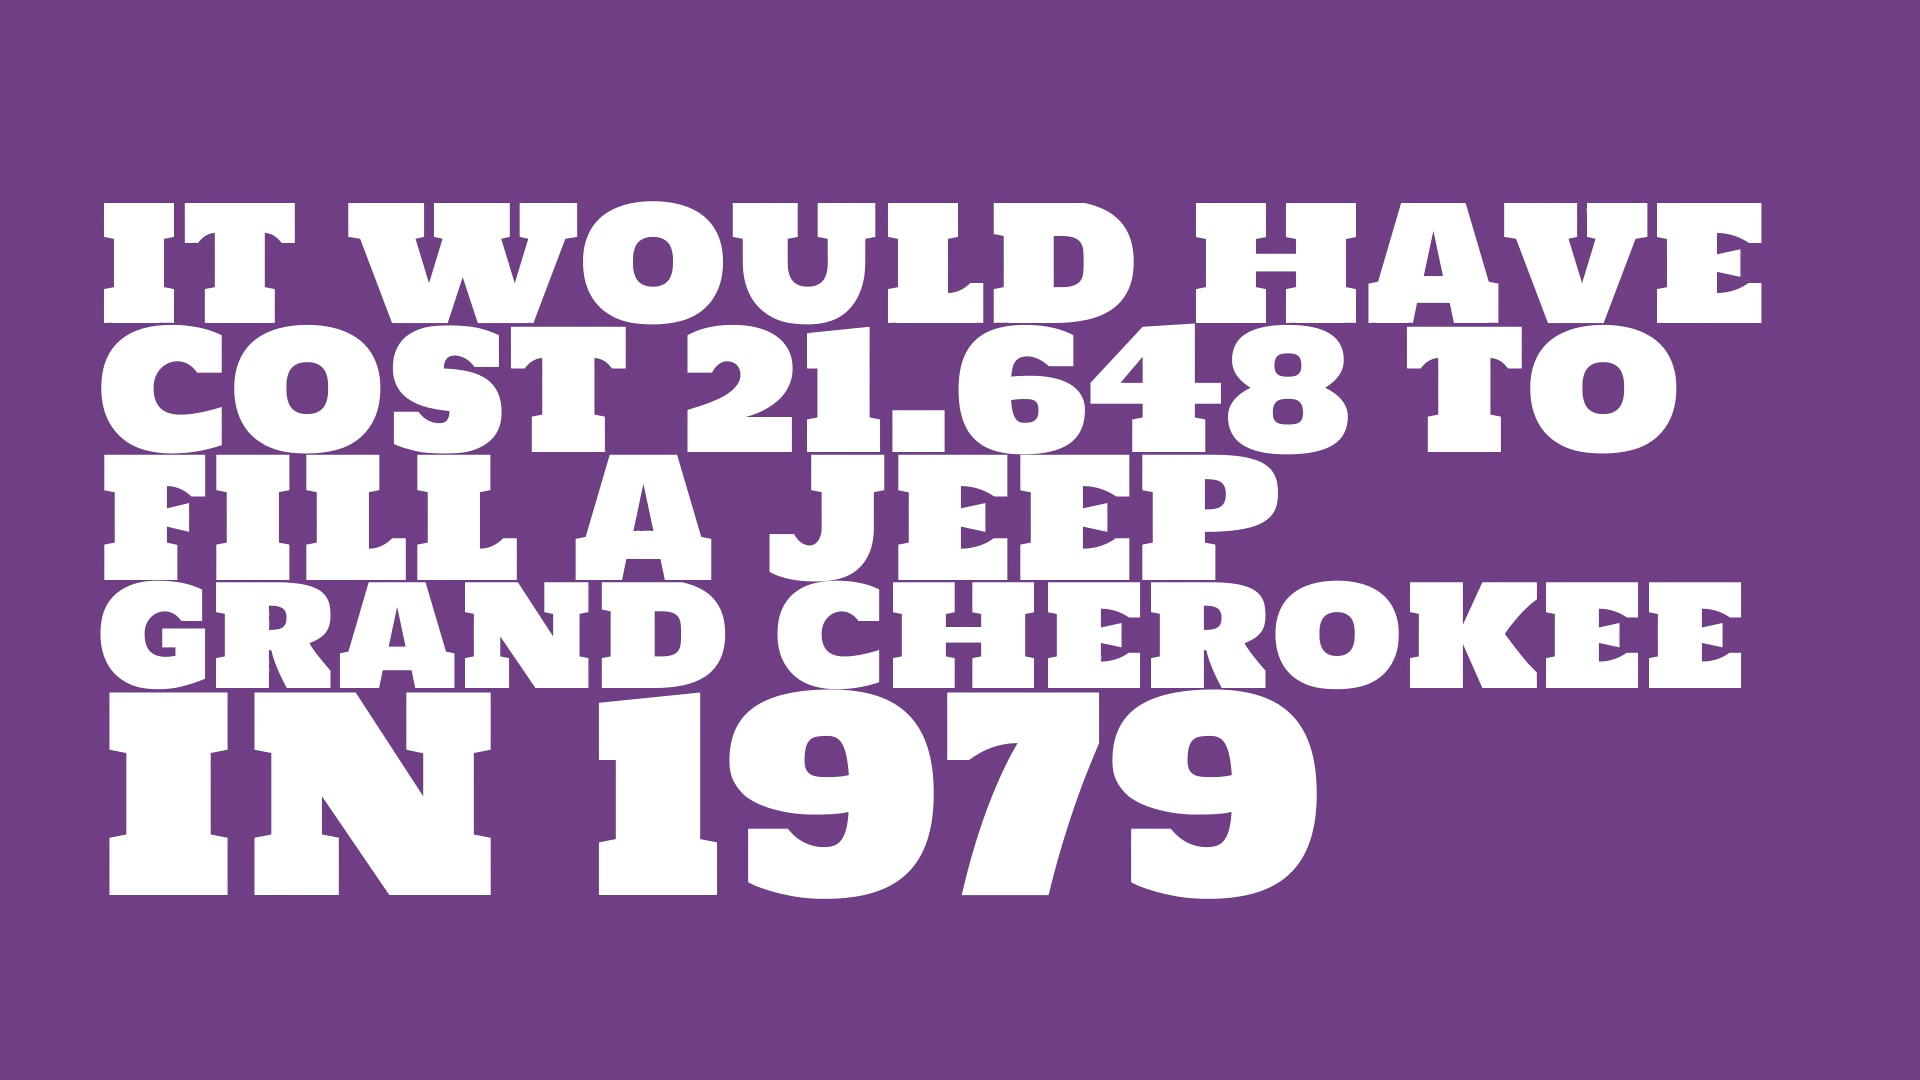 IT WOULD HAVE
COST 21.648 TO
FILL A JEEP
GRAND CHEROKEE
IN 1979